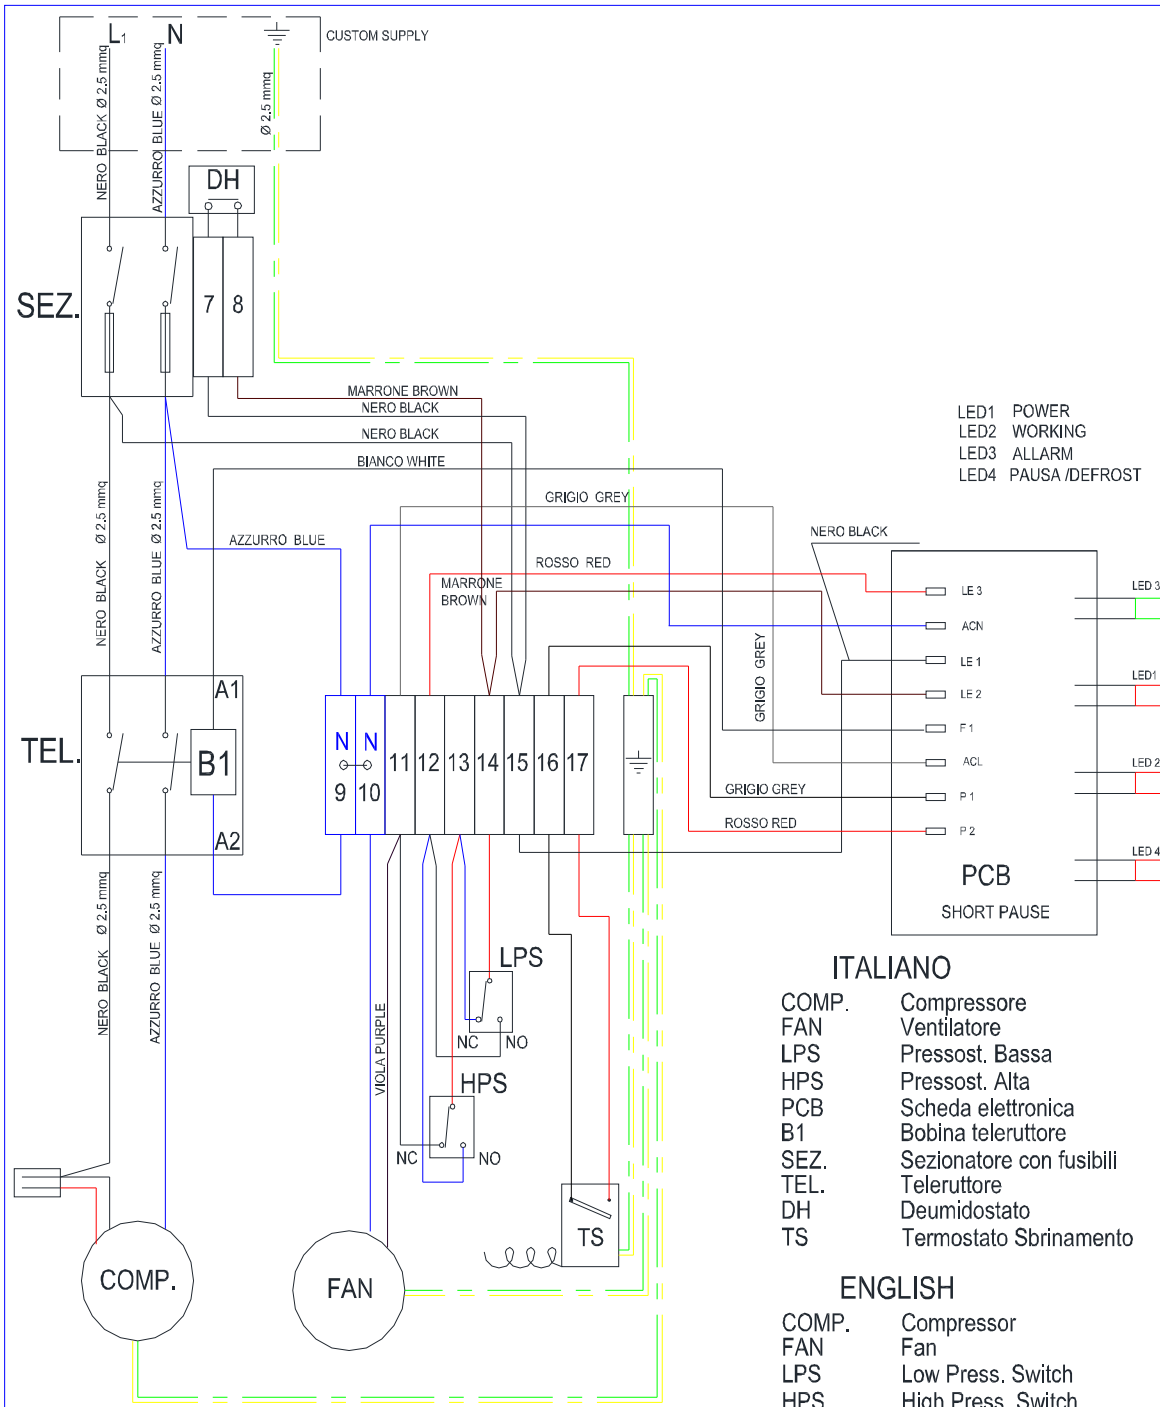 L1 N
CUSTOM SUPPLY
NERO BLACK Ø 2.5 mmq
AZZURRO BLUE Ø 2.5 mmq
Ø 2.5 mmq
DH
SEZ.
7 8
MARRONE BROWN
NERO BLACK
NERO BLACK
BIANCO WHITE
GRIGIO GREY
AZZURRO BLUE
ROSSO RED
MARRONE
BROWN
NERO BLACK Ø 2.5 mmq
AZZURRO BLUE Ø 2.5 mmq
LED1 POWER
LED2 WORKING
LED3 ALLARM
LED4 PAUSA /DEFROST
NERO BLACK
GRIGIO GREY
LE 3
ACN
LE 1
LE 2
F 1
ACL
P 1
P 2
LED 3
LED1
LED 2
LED 4
PCB
SHORT PAUSE
GRIGIO GREY
ROSSO RED
TEL.
A1
B1
A2
N N
9 10 11 12 13 14 15 16 17
NERO BLACK Ø 2.5 mmq
AZZURRO BLUE Ø 2.5 mmq
VIOLA PURPLE
LPS
NC NO
HPS
NC NO
TS
COMP.
FAN
ITALIANO
COMP. Compressore
FAN Ventilatore
LPS Pressost. Bassa
HPS Pressost. Alta
PCB Scheda elettronica
B1 Bobina teleruttore
SEZ. Sezionatore con fusibili
TEL. Teleruttore
DH Deumidostato
TS Termostato Sbrinamento
ENGLISH
COMP. Compressor
FAN Fan
LPS Low Press. Switch
HPS High Press. Switch